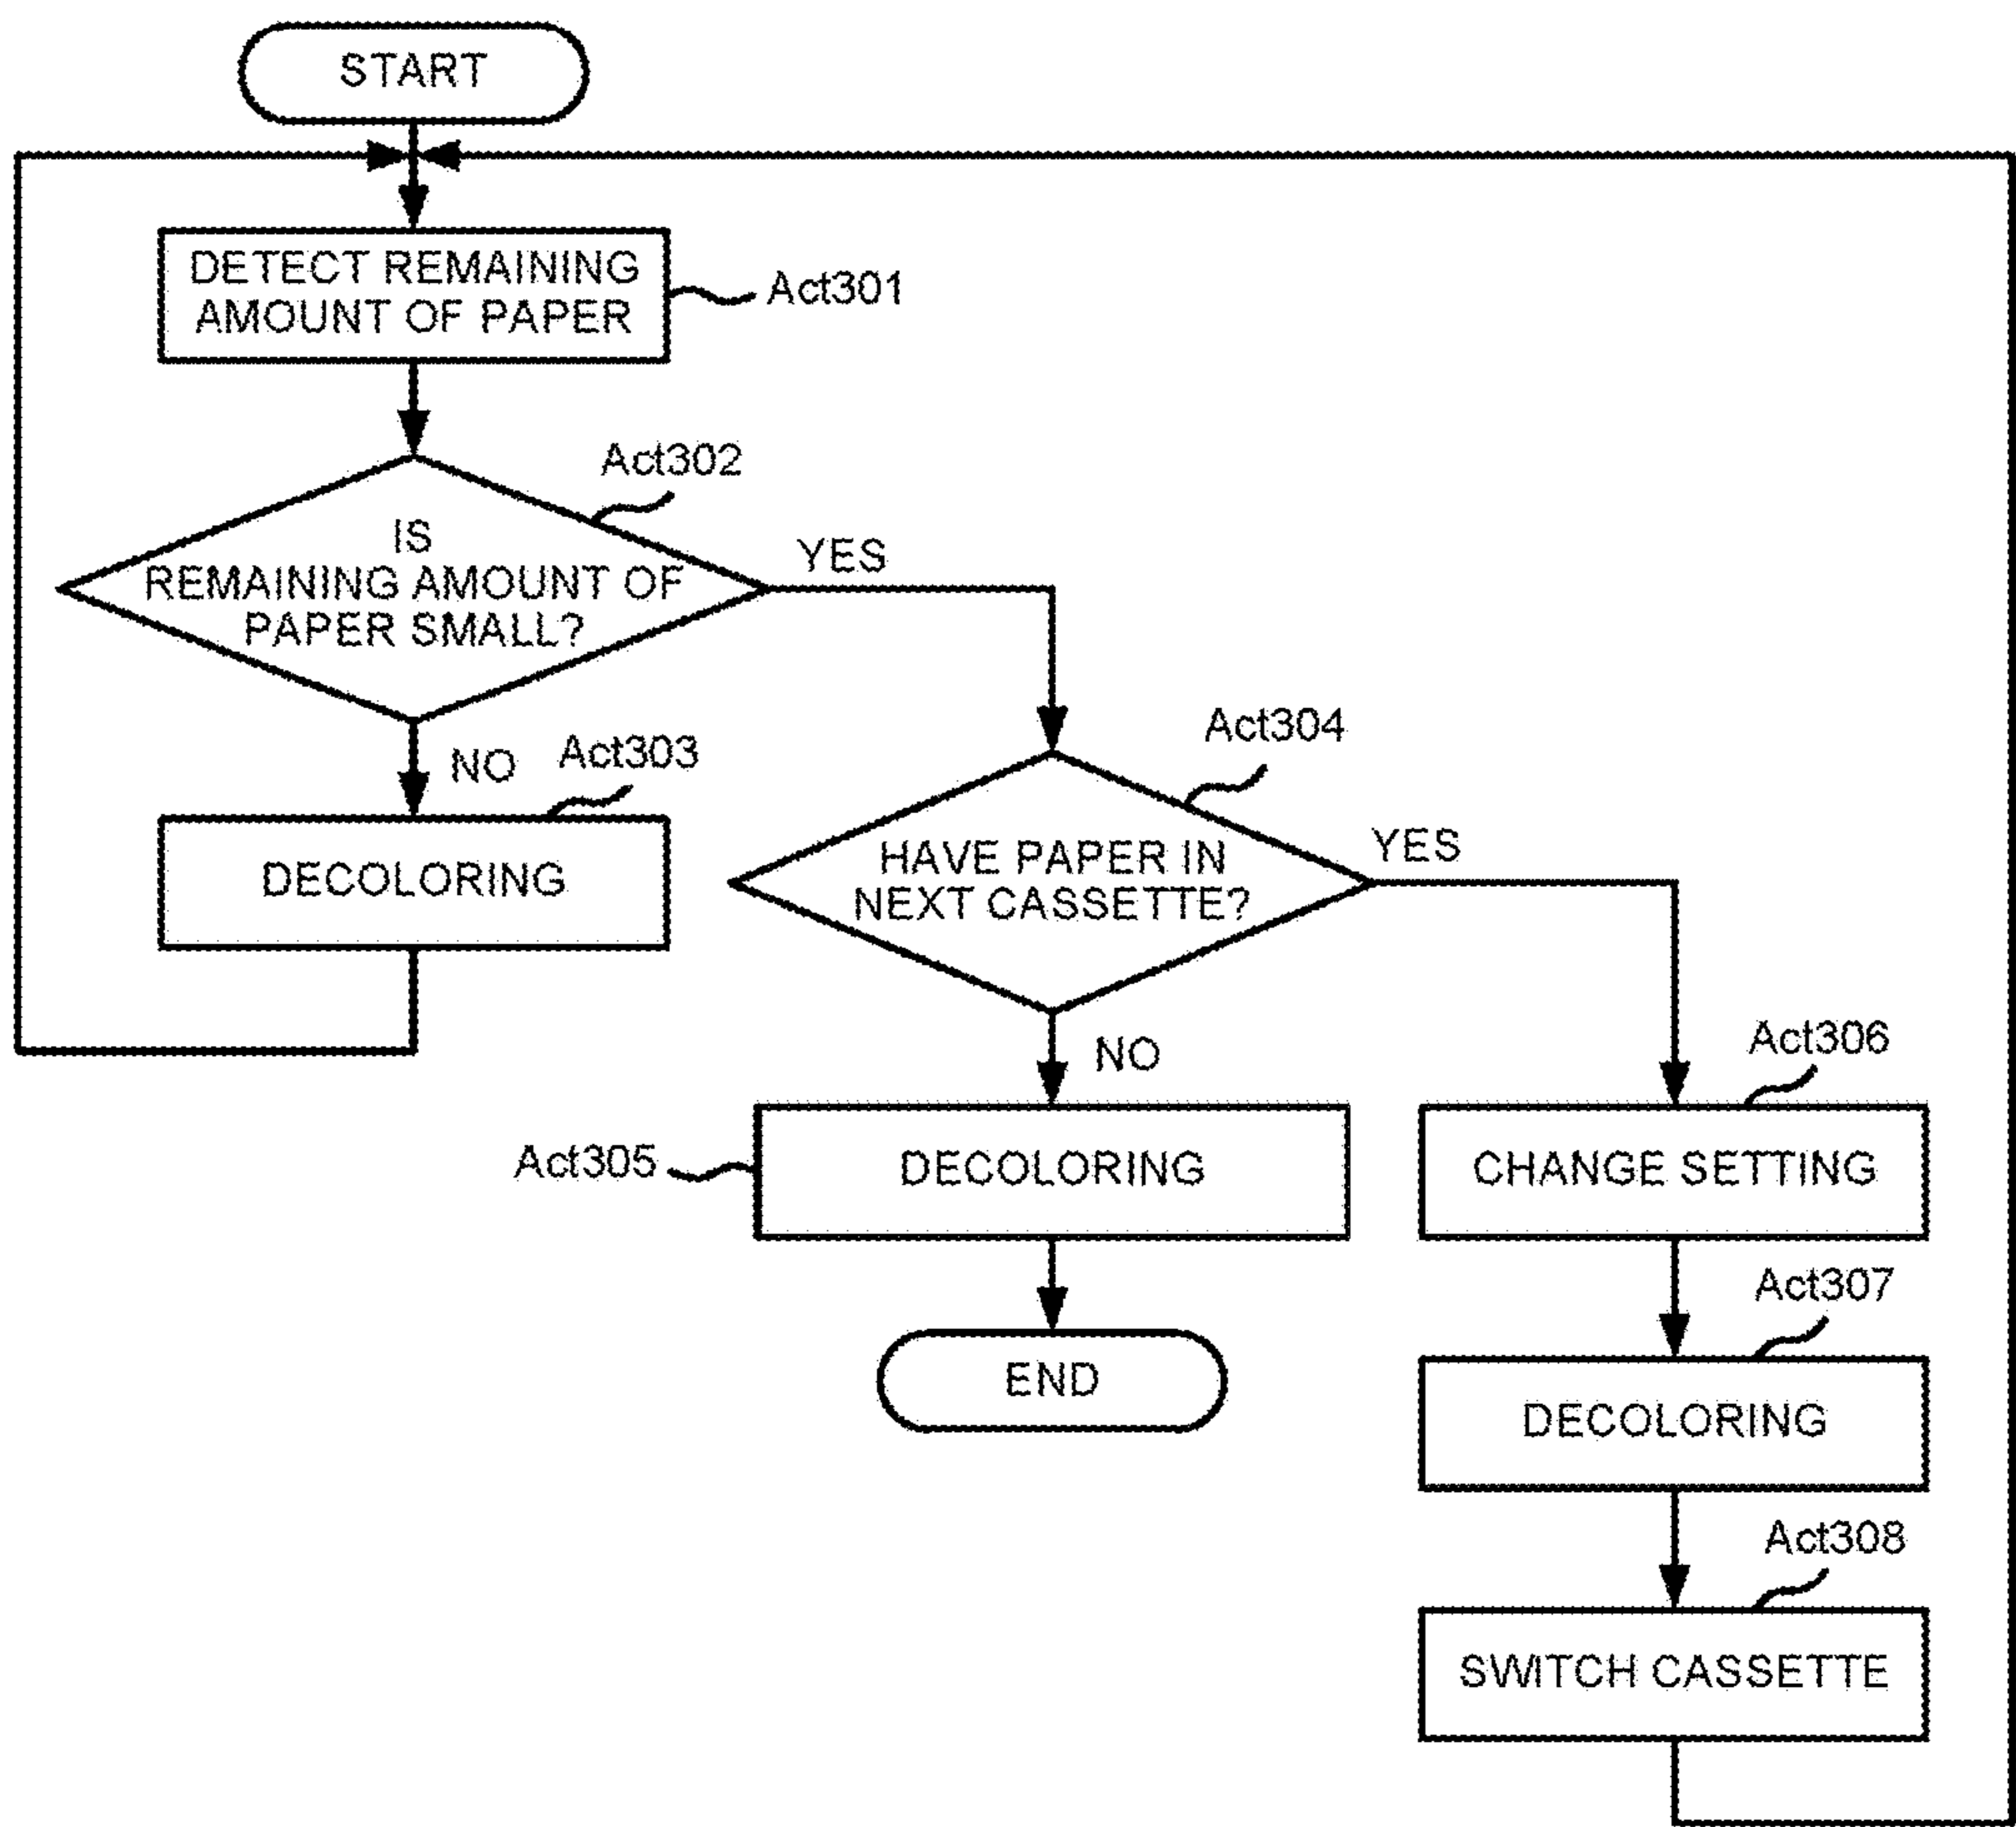 START
DETECT REMAINING
AMOUNT OF PAPER
Act301
Act302
IS
REMAINING AMOUNT OF
PAPER SMALL?
YES
NO
Act303
DECOLORING
Act304
HAVE PAPER IN
NEXT CASSETTE?
YES
NO
Act305
DECOLORING
END
Act306
CHANGE SETTING
Act307
DECOLORING
Act308
SWITCH CASSETTE